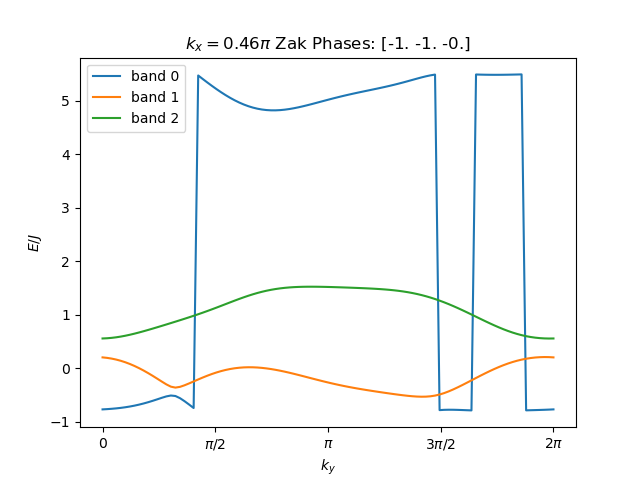 $k_x = 0.46\pi$ Zak Phases: [-1. -1. -0.]
band 0
band 1
band 2
5
4
3
2
1
0
−1
E/J
0 π/2 π 3π/2 2π
$k_y$